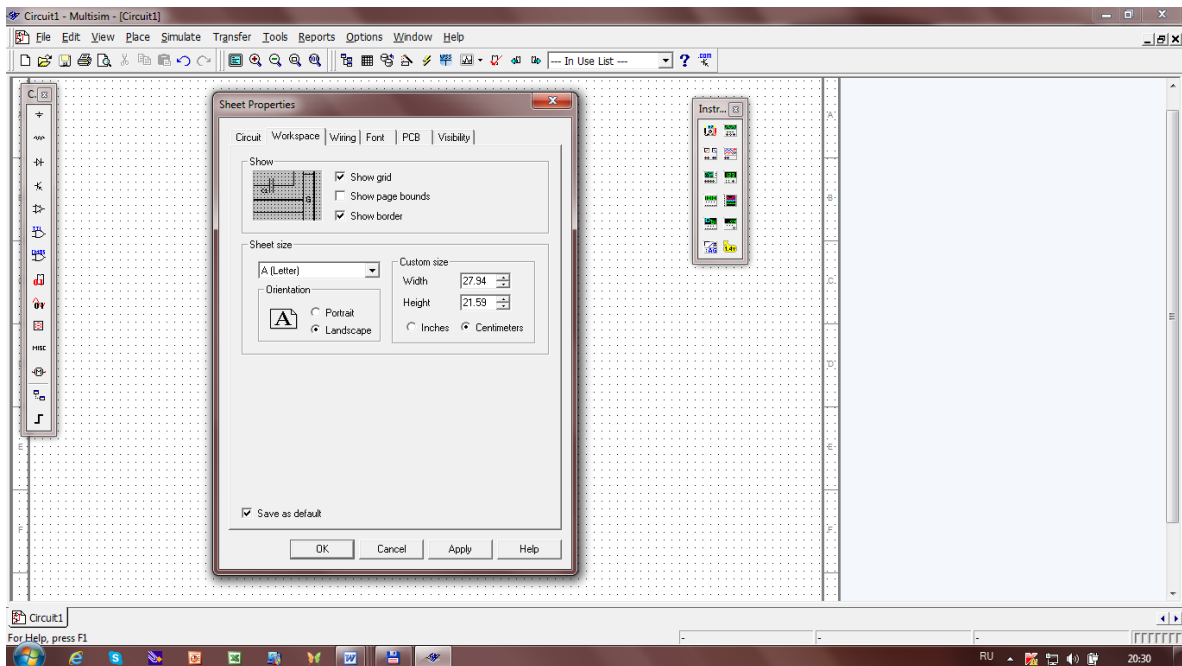 Circuit1 - Multisim - [Circuit1]
File Edit View Place Simulate Transfer Tools Reports Options Window Help
--- In Use List ---
C...
Sheet Properties
Instr...
Circuit Workspace Wiring Font PCB Visibility
Show
Show grid
Show page bounds
Show border
Sheet size
A (Letter)
Custom size
Width 27.94
Orientation
Height 21.59
Portrait
Landscape
Inches Centimeters
A
TTL
CMOS
MISC
A
B
C
D
E
E
F
F
Save as default
OK Cancel Apply Help
Circuit1
For Help, press F1
RU 20:30